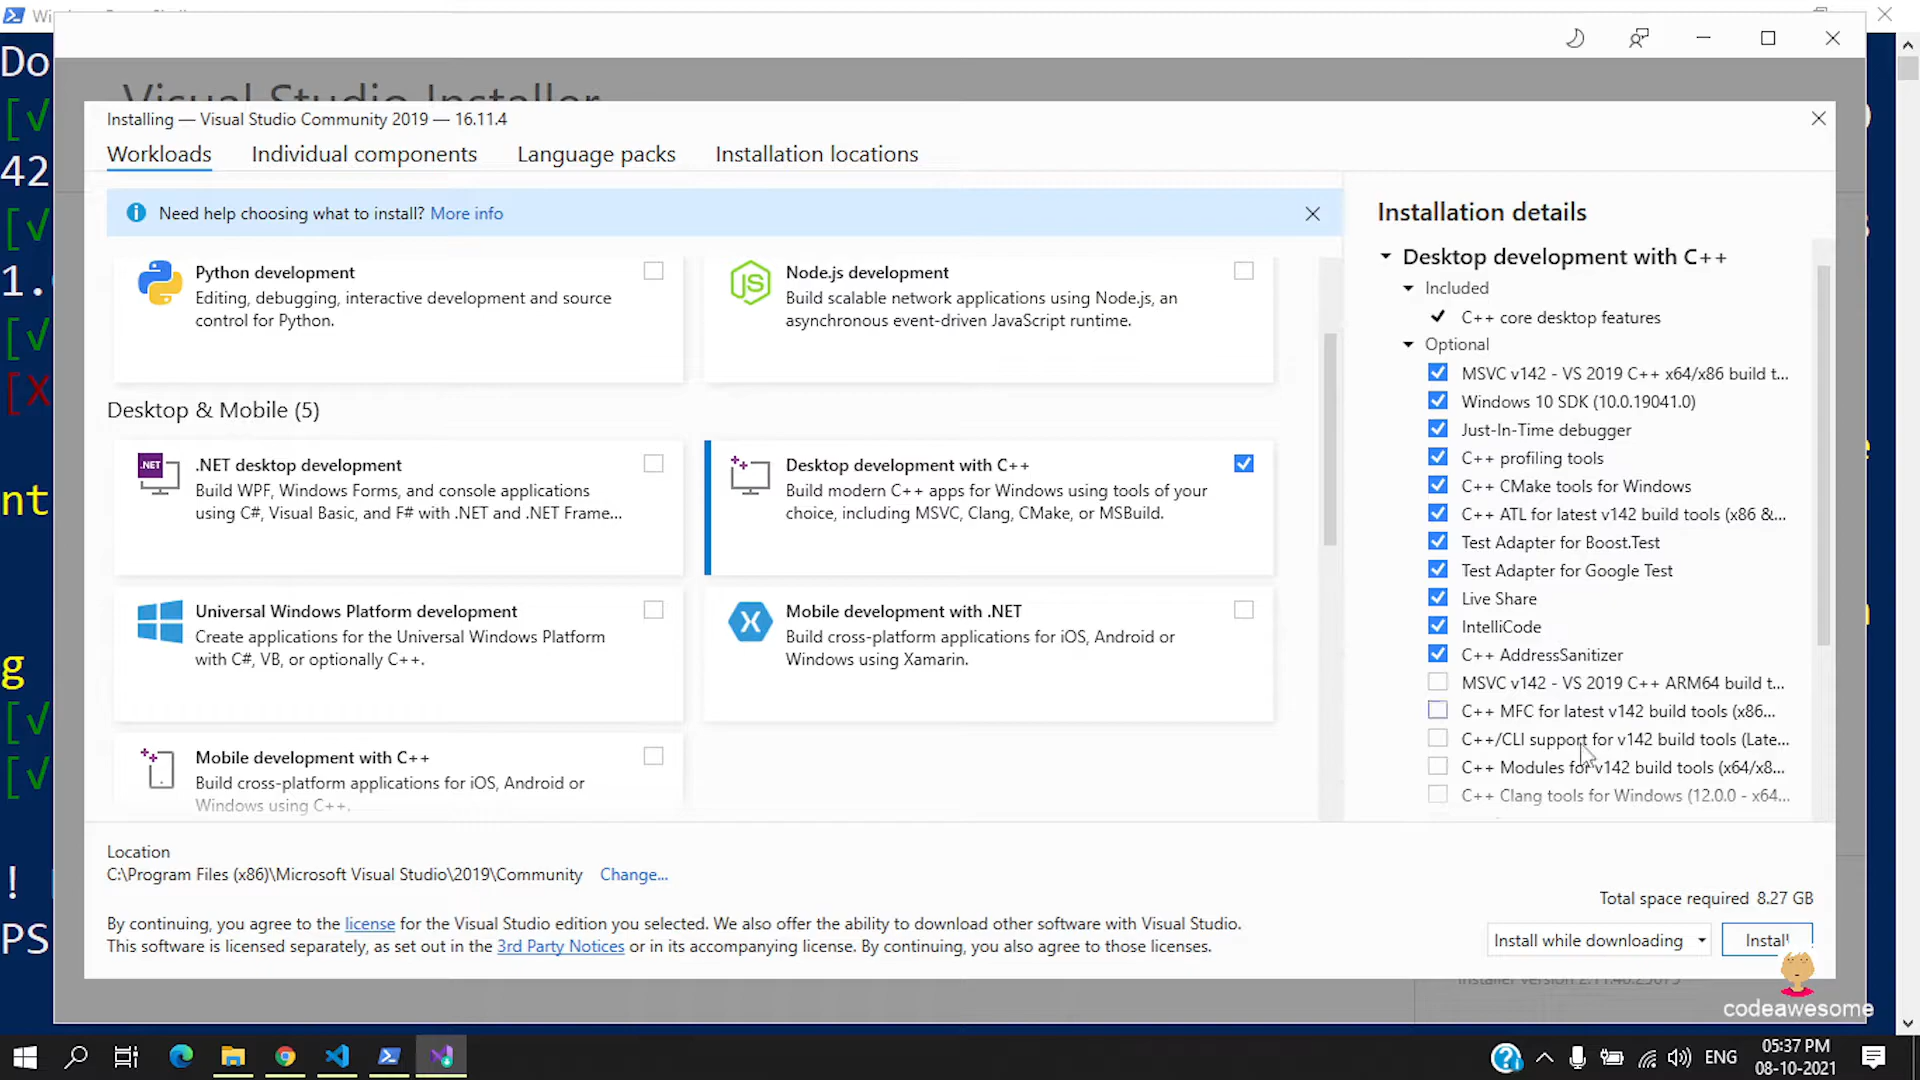 Do
[√
42
[√
1.
[√
[X
nt
g
[√
[√
!
PS
Visual Studio Installer
Installing — Visual Studio Community 2019 — 16.11.4
Workloads
Individual components
Language packs
Installation locations
Need help choosing what to install? More info
Python development
Editing, debugging, interactive development and source
control for Python.
Node.js development
Build scalable network applications using Node.js, an
asynchronous event-driven JavaScript runtime.
Desktop & Mobile (5)
.NET
.NET desktop development
Build WPF, Windows Forms, and console applications
using C#, Visual Basic, and F# with .NET and .NET Frame...
Desktop development with C++
Build modern C++ apps for Windows using tools of your
choice, including MSVC, Clang, CMake, or MSBuild.
Universal Windows Platform development
Create applications for the Universal Windows Platform
with C#, VB, or optionally C++.
Mobile development with .NET
Build cross-platform applications for iOS, Android or
Windows using Xamarin.
Mobile development with C++
Build cross-platform applications for iOS, Android or
Windows using C++.
Installation details
Desktop development with C++
Included
C++ core desktop features
Optional
MSVC v142 - VS 2019 C++ x64/x86 build t...
Windows 10 SDK (10.0.19041.0)
Just-In-Time debugger
C++ profiling tools
C++ CMake tools for Windows
C++ ATL for latest v142 build tools (x86 &...
Test Adapter for Boost.Test
Test Adapter for Google Test
Live Share
IntelliCode
C++ AddressSanitizer
MSVC v142 - VS 2019 C++ ARM64 build t...
C++ MFC for latest v142 build tools (x86...
C++/CLI support for v142 build tools (Late...
C++ Modules for v142 build tools (x64/x8...
C++ Clang tools for Windows (12.0.0 - x64...
Location
C:\Program Files (x86)\Microsoft Visual Studio\2019\Community Change...
By continuing, you agree to the license for the Visual Studio edition you selected. We also offer the ability to download other software with Visual Studio.
This software is licensed separately, as set out in the 3rd Party Notices or in its accompanying license. By continuing, you also agree to those licenses.
Total space required 8.27 GB
Install while downloading
Install
codeawesome
ENG
05:37 PM
08-10-2021